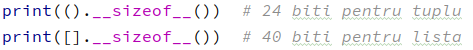 print(().__sizeof__())  # 24 biti pentru tuplu
print([].__sizeof__())  # 40 biti pentru lista